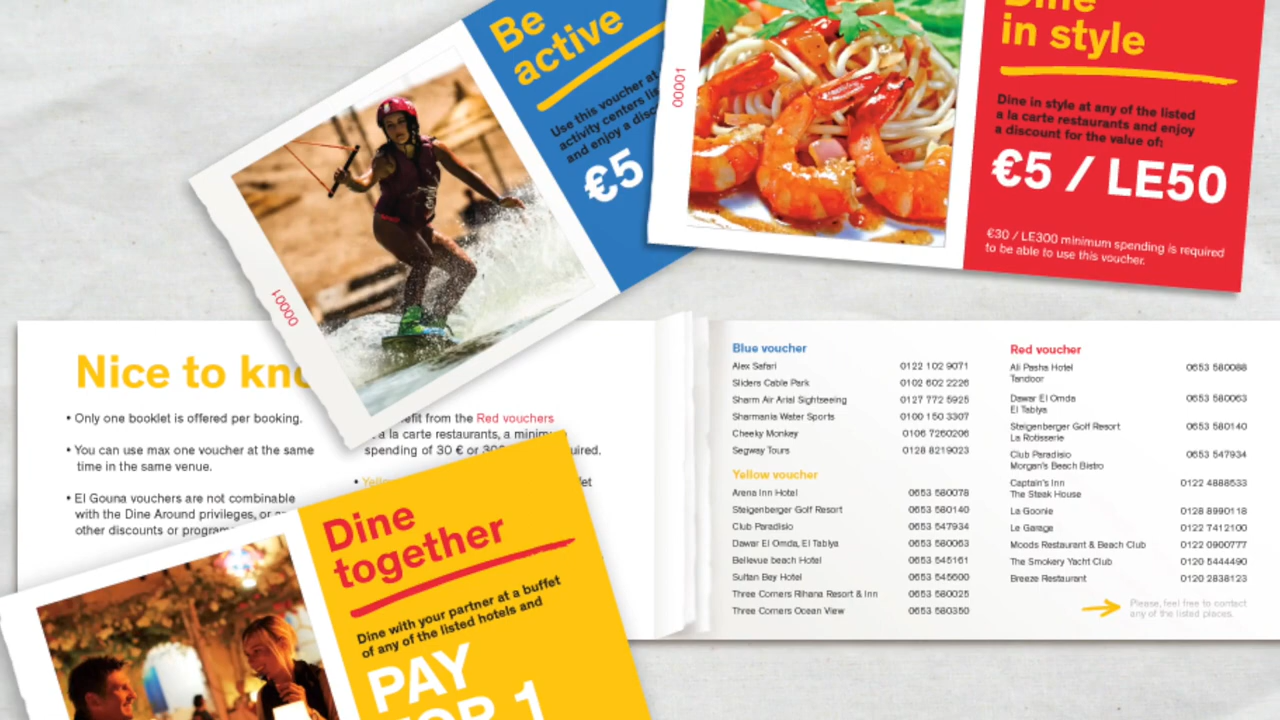 Be
active
Use this voucher at
activity centers
and enjoy a
€5
00001
Dine
in style
Dine in style at any of the listed
a la carte restaurants and enjoy
a discount for the value of:
€5 / LE50
€30 / LE300 minimum spending is required
to be able to use this voucher.
00001
Nice to
• Only one booklet is offered per booking.
• You can use max one voucher at the same
time in the same venue.
• El Gouna vouchers are not combinable
with the Dine Around privileges, or
other discounts or
from the Red vouchers
a la carte restaurants, a
spending of 30 € or
•
Dine
together
Dine with your partner at a buffet
of any of the listed hotels and
PAY
FOR 1
Blue voucher
Alex Safari 0122 102 9071
Sliders Cable Park 0102 602 2226
Sharm Air Arial Sightseeing 0127 772 5925
Sharmania Water Sports 0100 150 3307
Cheeky Monkey 0106 7260206
Segway Tours 0128 8219023
Yellow voucher
Arena Inn Hotel 0653 580078
Steigenberger Golf Resort 0653 580140
Club Paradisio 0653 547934
Dawar El Omda, El Tabiya 0653 580063
Bellevue beach Hotel 0653 545161
Sultan Bey Hotel 0653 545600
Three Corners Rihana Resort & Inn 0653 580025
Three Corners Ocean View 0653 580350
Red voucher
Ali Pasha Hotel 0653 580088
Tandoor
Dawar El Omda 0653 580063
El Tabiya
Steigenberger Golf Resort 0653 580140
La Rotisserie
Club Paradisio 0653 547934
Morgan's Beach Bistro
Captain's Inn 0122 4888533
The Steak House
La Goonie 0128 8990118
Le Garage 0122 7412100
Moods Restaurant & Beach Club 0122 0900777
The Smokery Yacht Club 0120 5444490
Breeze Restaurant 0120 2838123
Please, feel free to contact
any of the listed places.